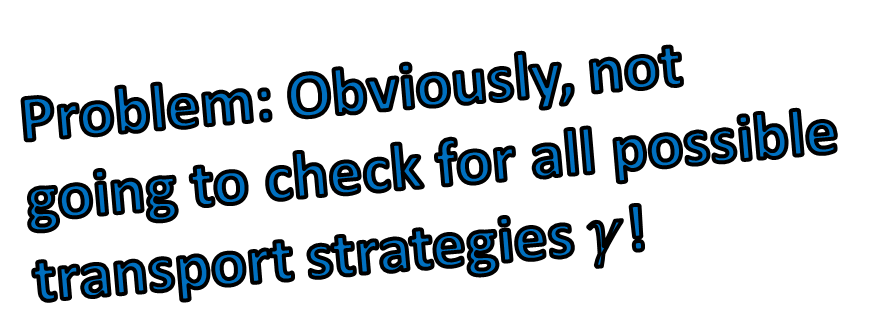 Problem: Obviously, not
going to check for all possible
transport strategies γ!